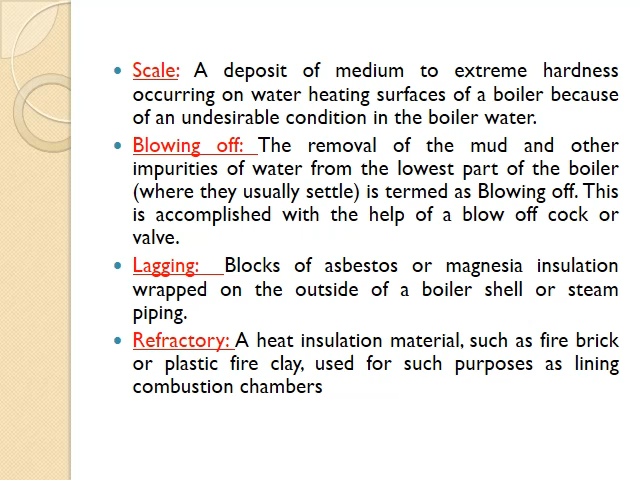 Scale: A deposit of medium to extreme hardness
occurring on water heating surfaces of a boiler because
of an undesirable condition in the boiler water.
Blowing off: The removal of the mud and other
impurities of water from the lowest part of the boiler
(where they usually settle) is termed as Blowing off. This
is accomplished with the help of a blow off cock or
valve.
Lagging: Blocks of asbestos or magnesia insulation
wrapped on the outside of a boiler shell or steam
piping.
Refractory: A heat insulation material, such as fire brick
or plastic fire clay, used for such purposes as lining
combustion chambers